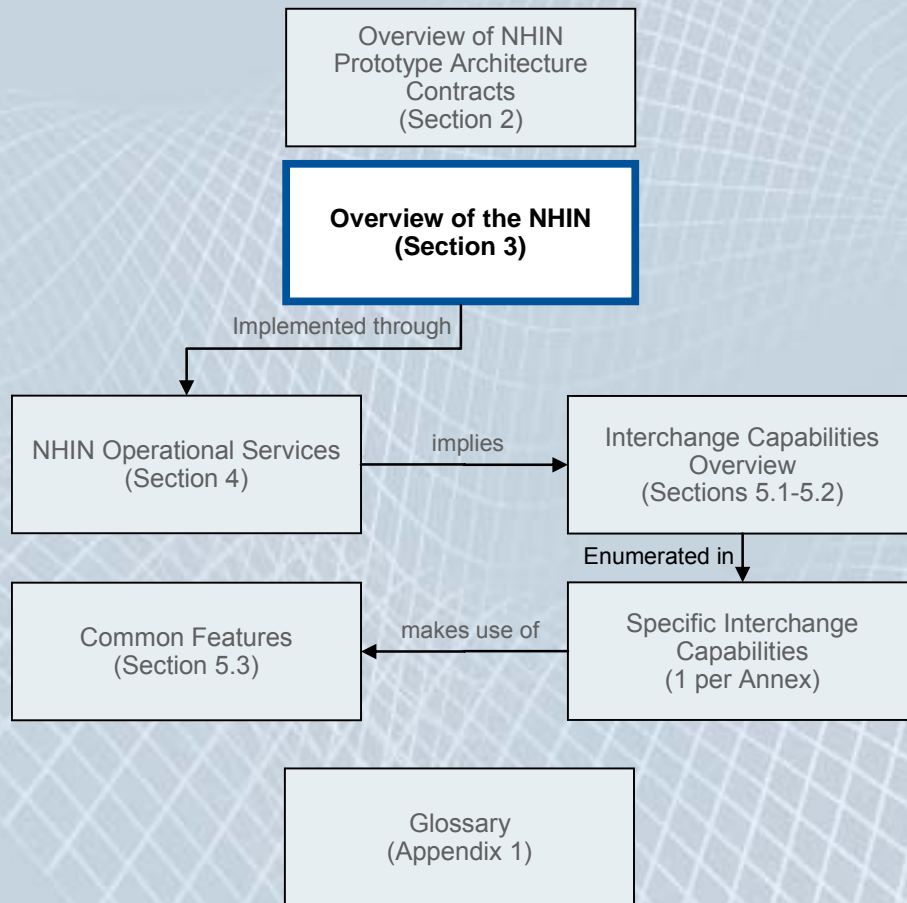 Overview of NHIN
Prototype Architecture
Contracts
(Section 2)
Overview of the NHIN
(Section 3)
Implemented through
NHIN Operational Services
(Section 4)
implies
Interchange Capabilities
Overview
(Sections 5.1-5.2)
Enumerated in
Common Features
(Section 5.3)
makes use of
Specific Interchange
Capabilities
(1 per Annex)
Glossary
(Appendix 1)